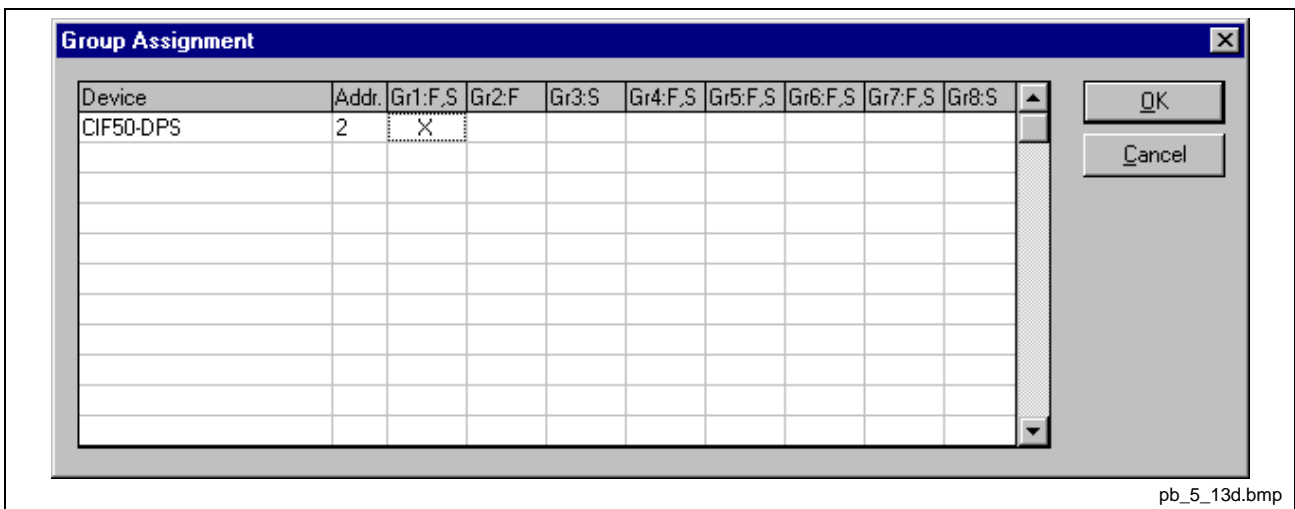 Group Assignment
Device Addr. Gr1:F,S Gr2:F Gr3:S Gr4:F,S Gr5:F,S Gr6:F,S Gr7:F,S Gr8:S
OK
CIF50-DPS 2 X
Cancel
pb_5_13d.bmp